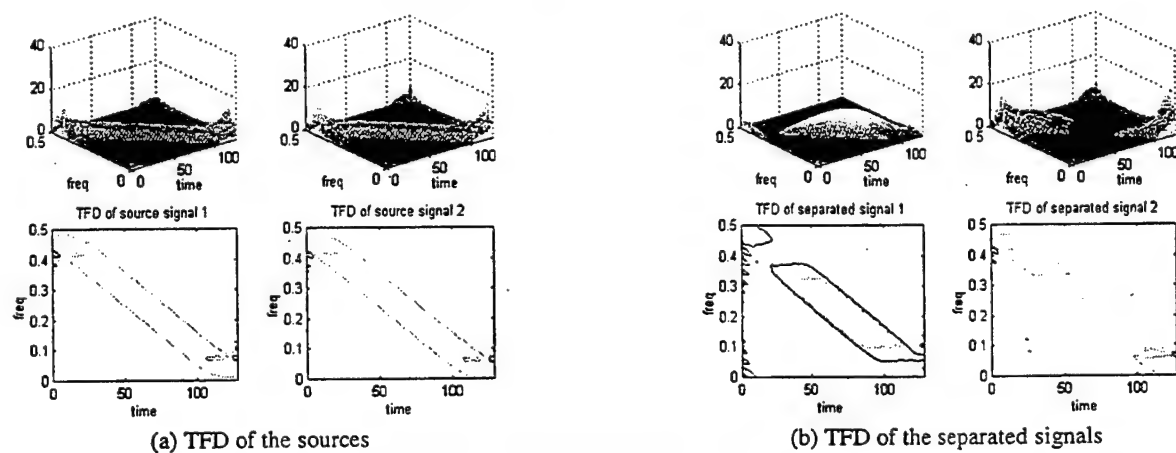 40
20
0
0.5
freq
0 0
50
time
100
40
20
0
0.5
freq
0 0
50
time
100
TFD of source signal 1
0.5
0.4
0.3
0.2
0.1
0
freq
0
50
100
time
TFD of source signal 2
0.5
0.4
0.3
0.2
0.1
0
freq
0
50
100
time
(a) TFD of the sources
40
20
0
0.5
freq
0 0
50
time
100
40
20
0
0.5
freq
0 0
50
time
100
TFD of separated signal 1
0.5
0.4
0.3
0.2
0.1
0
freq
0
50
100
time
TFD of separated signal 2
0.5
0.4
0.3
0.2
0.1
0
freq
0
50
100
time
(b) TFD of the separated signals